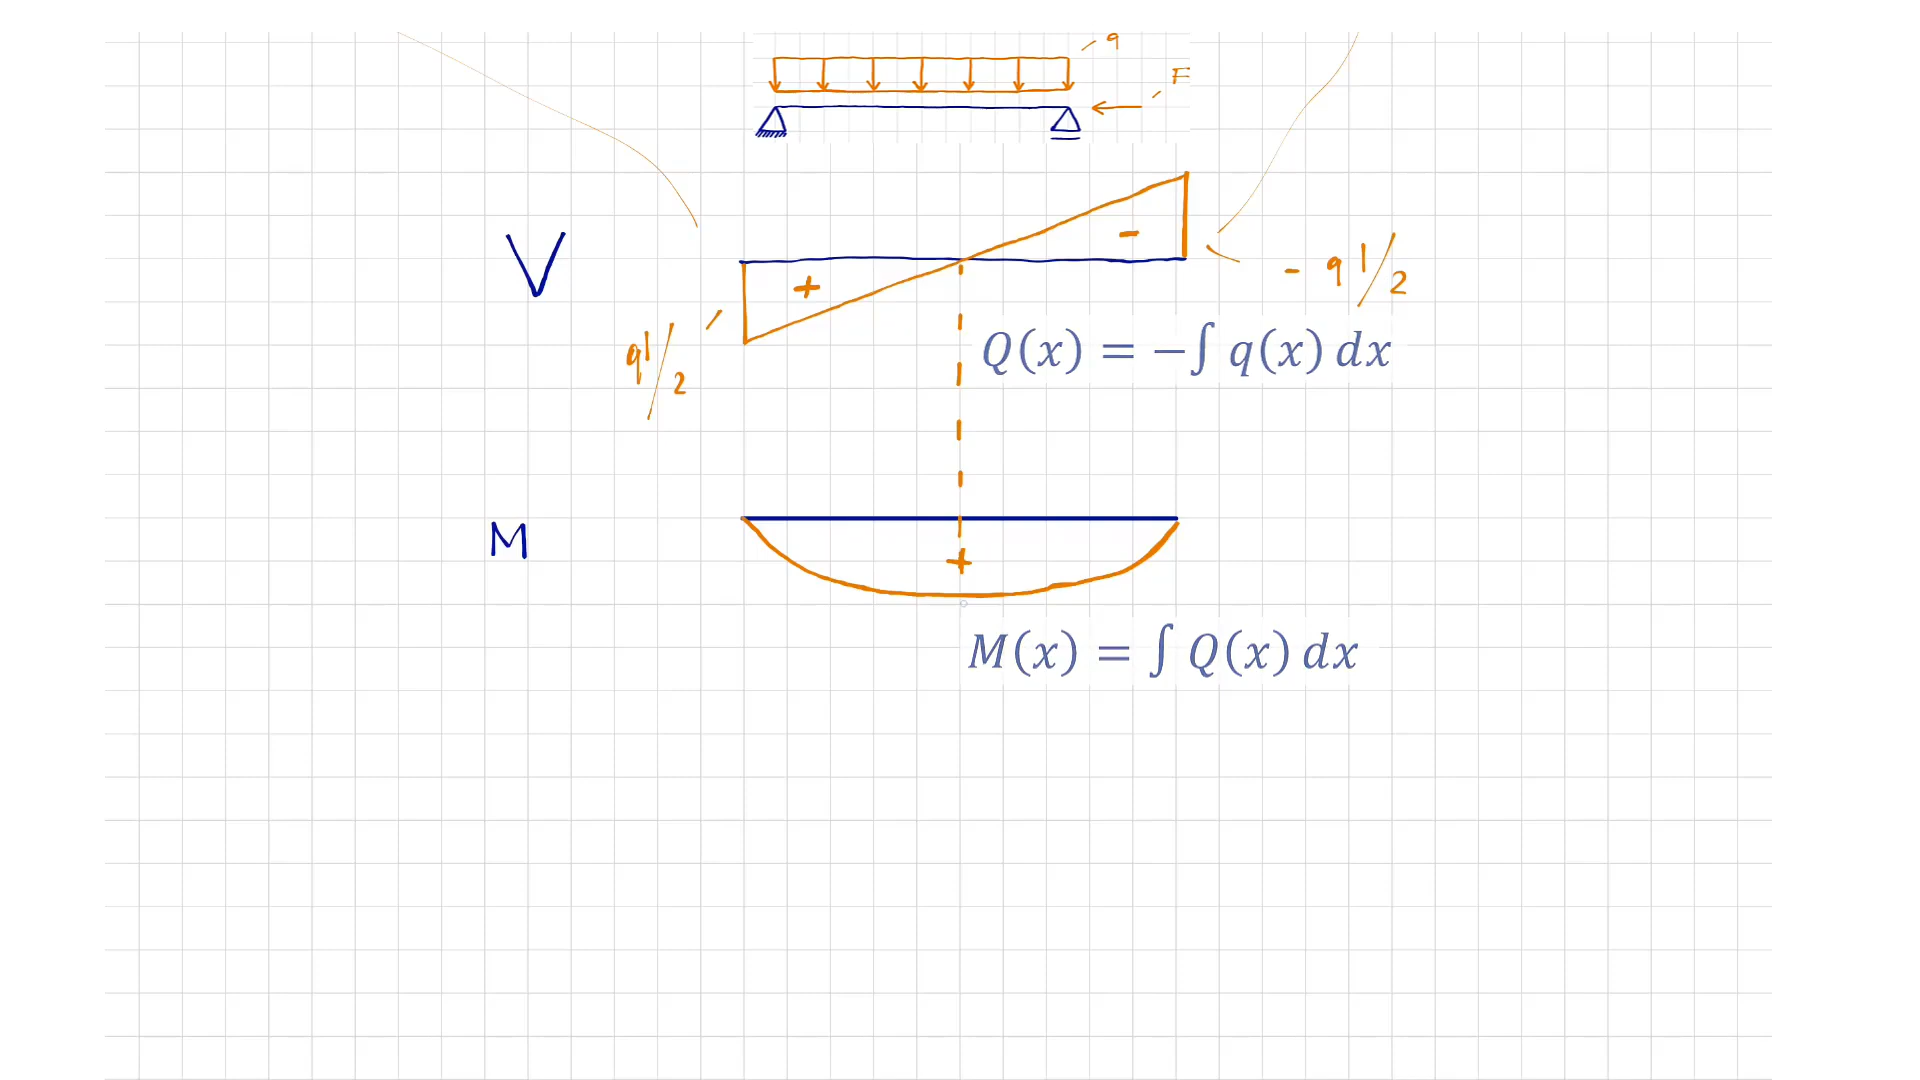 q
F
V
+
-
- ql/2
ql/2
Q(x) = −∫ q(x) dx
M
+
M(x) = ∫ Q(x) dx